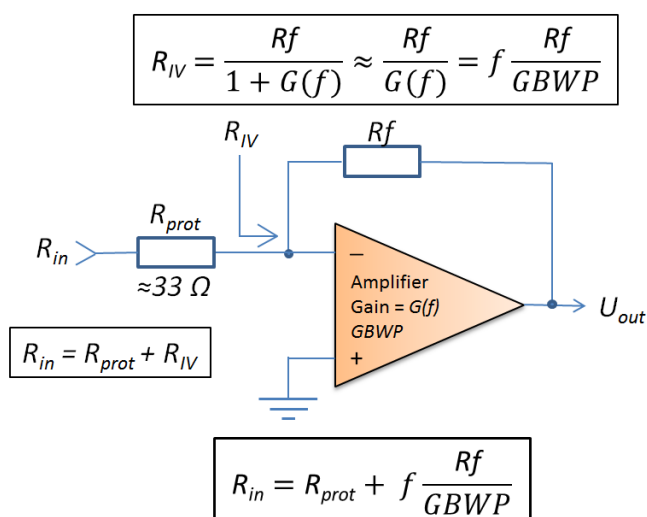 R_IV = Rf / (1 + G(f)) ≈ Rf / G(f) = f Rf / GBWP
R_IV
Rf
R_prot
R_in
≈33 Ω
−
Amplifier
Gain = G(f)
GBWP
+
U_out
R_in = R_prot + R_IV
R_in = R_prot + f Rf / GBWP